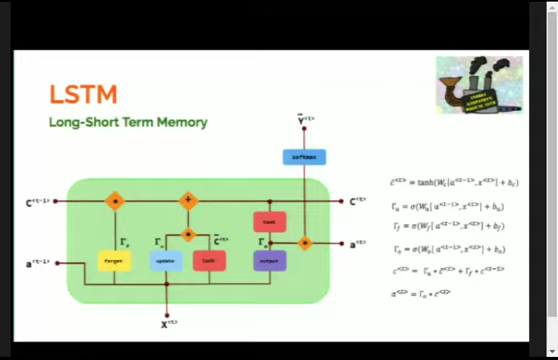 LSTM
Long-Short Term Memory
Ỹ<t>
softmax
C<t-1>
C<t>
tanh
Γf
Γu
C̃<t>
Γo
a<t>
a<t-1>
forget
update
tanh
output
X<t>
c̃<t> = tanh(Wc[a<t-1>, x<t>] + bc)
Γu = σ(Wu[ a<t-1>, x<t>] + bu)
Γf = σ(Wf[ a<t-1>, x<t>] + bf)
Γo = σ(Wo[ a<t-1>, x<t>] + bo)
c<t> = Γu * c̃<t> + Γf * c<t-1>
a<t> = Γo * c<t>